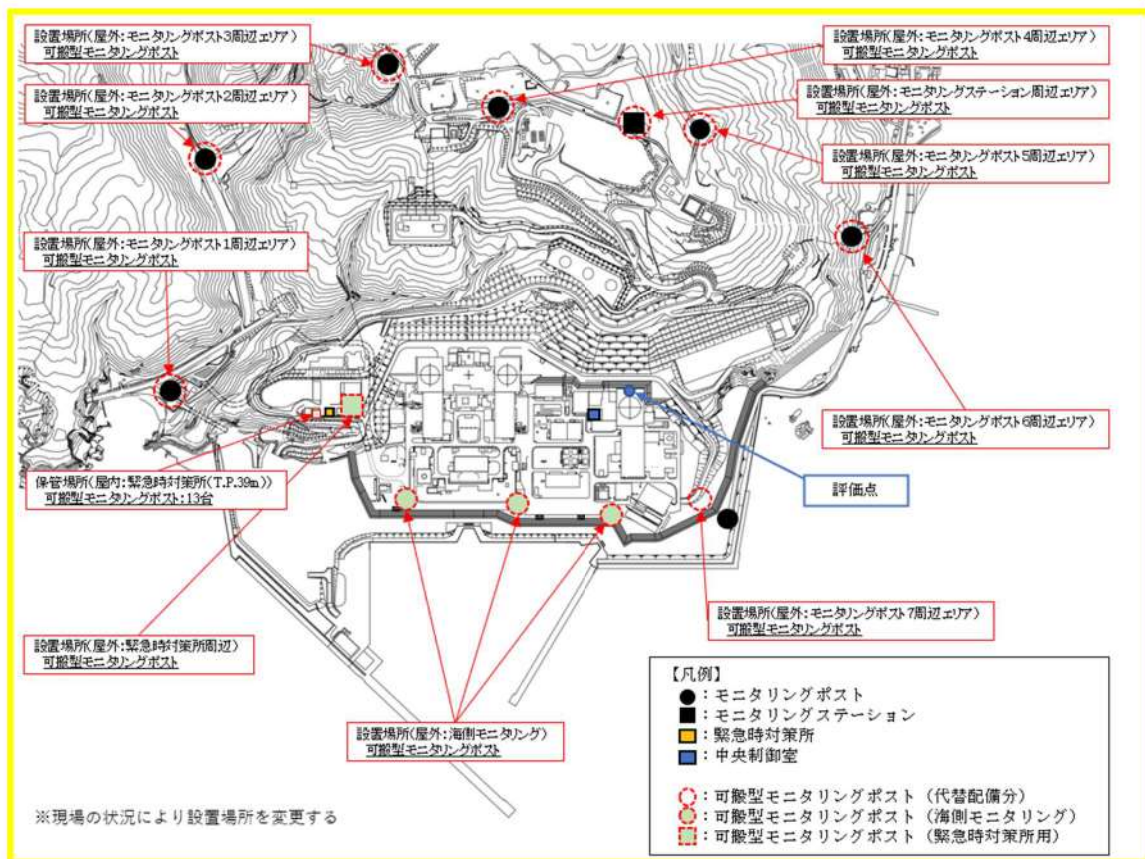 設置場所(屋外:モニタリングポスト3周辺エリア)
可搬型モニタリングポスト
設置場所(屋外:モニタリングポスト2周辺エリア)
可搬型モニタリングポスト
設置場所(屋外:モニタリングポスト1周辺エリア)
可搬型モニタリングポスト
設置場所(屋外:モニタリングポスト4周辺エリア)
可搬型モニタリングポスト
設置場所(屋外:モニタリングステーション周辺エリア)
可搬型モニタリングポスト
設置場所(屋外:モニタリングポスト5周辺エリア)
可搬型モニタリングポスト
設置場所(屋外:モニタリングポスト6周辺エリア)
可搬型モニタリングポスト
保管場所(屋内:緊急時対策所(T.P.39m))
可搬型モニタリングポスト:13台
評価点
設置場所(屋外:モニタリングポスト7周辺エリア)
可搬型モニタリングポスト
設置場所(屋外:緊急時対策所周辺)
可搬型モニタリングポスト
設置場所(屋外:海側モニタリング)
可搬型モニタリングポスト
【凡例】
:モニタリングポスト
:モニタリングステーション
:緊急時対策所
:中央制御室
:可搬型モニタリングポスト(代替配備分)
:可搬型モニタリングポスト(海側モニタリング)
:可搬型モニタリングポスト(緊急時対策所用)
※現場の状況により設置場所を変更する